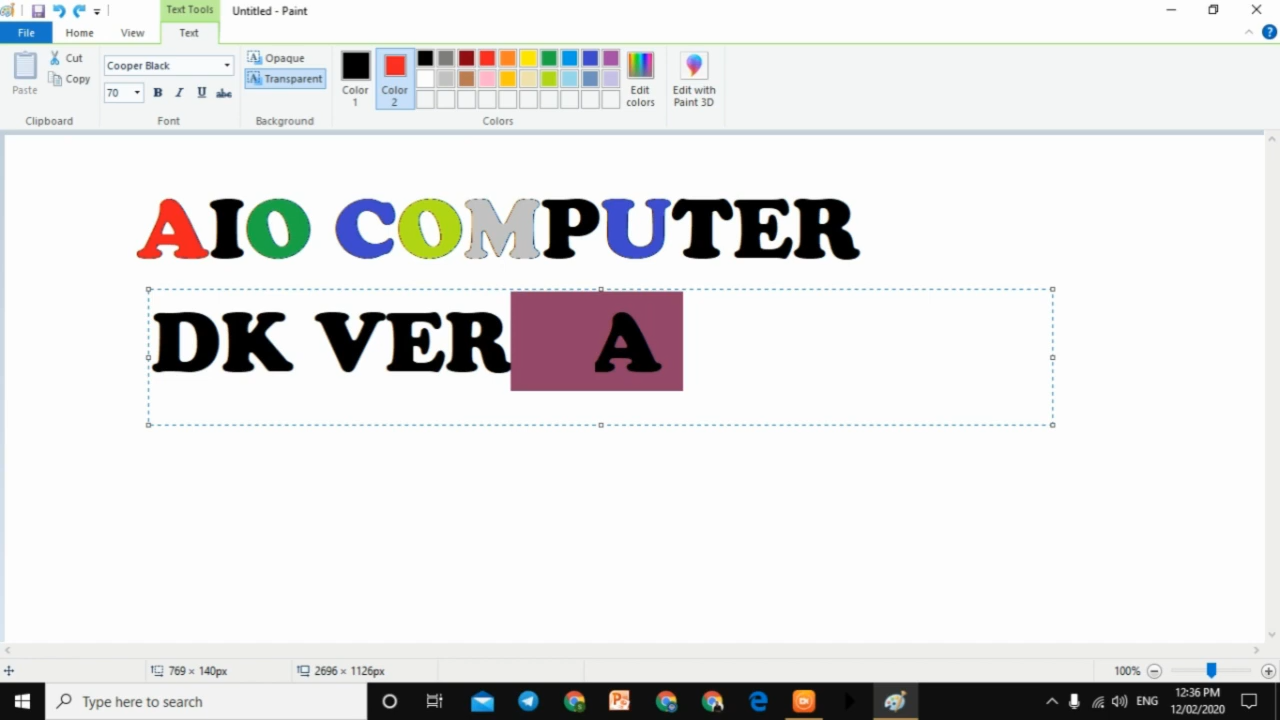 Text Tools
Untitled - Paint
File
Home
View
Text
Paste
Cut
Copy
Clipboard
Cooper Black
70
B I U abc
Font
Opaque
Transparent
Background
Color 1
Color 2
Edit colors
Colors
Edit with Paint 3D
AIO COMPUTER
DK VER A
769 × 140px
2696 × 1126px
100%
Type here to search
ENG
12:36 PM
12/02/2020